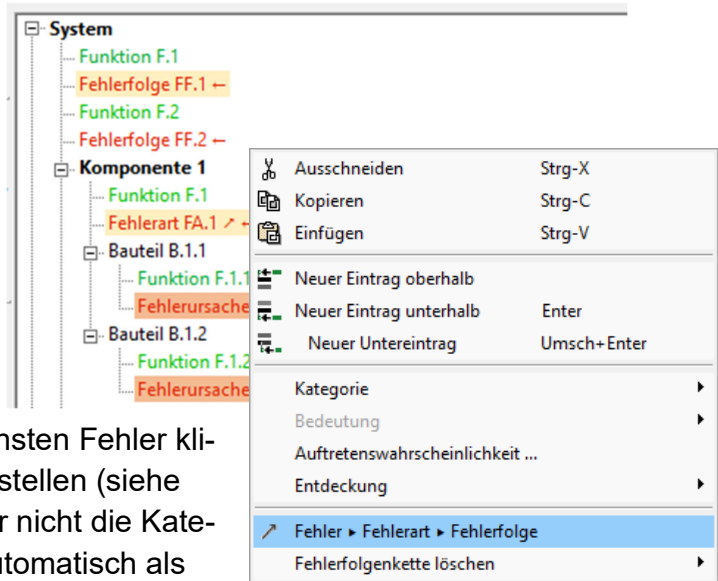 System
Funktion F.1
Fehlerfolge FF.1 ←
Funktion F.2
Fehlerfolge FF.2 ←
Komponente 1
Funktion F.1
Fehlerart FA.1 ↗ ←
Bauteil B.1.1
Funktion F.1.1
Fehlerursache
Bauteil B.1.2
Funktion F.1.2
Fehlerursache
Ausschneiden Strg-X
Kopieren Strg-C
Einfügen Strg-V
Neuer Eintrag oberhalb
Neuer Eintrag unterhalb Enter
Neuer Untereintrag Umsch+Enter
Kategorie
Bedeutung
Auftretenswahrscheinlichkeit ...
Entdeckung
Fehler ▸ Fehlerart ▸ Fehlerfolge
Fehlerfolgenkette löschen
nsten Fehler kli-
stellen (siehe
r nicht die Kate-
utomatisch als